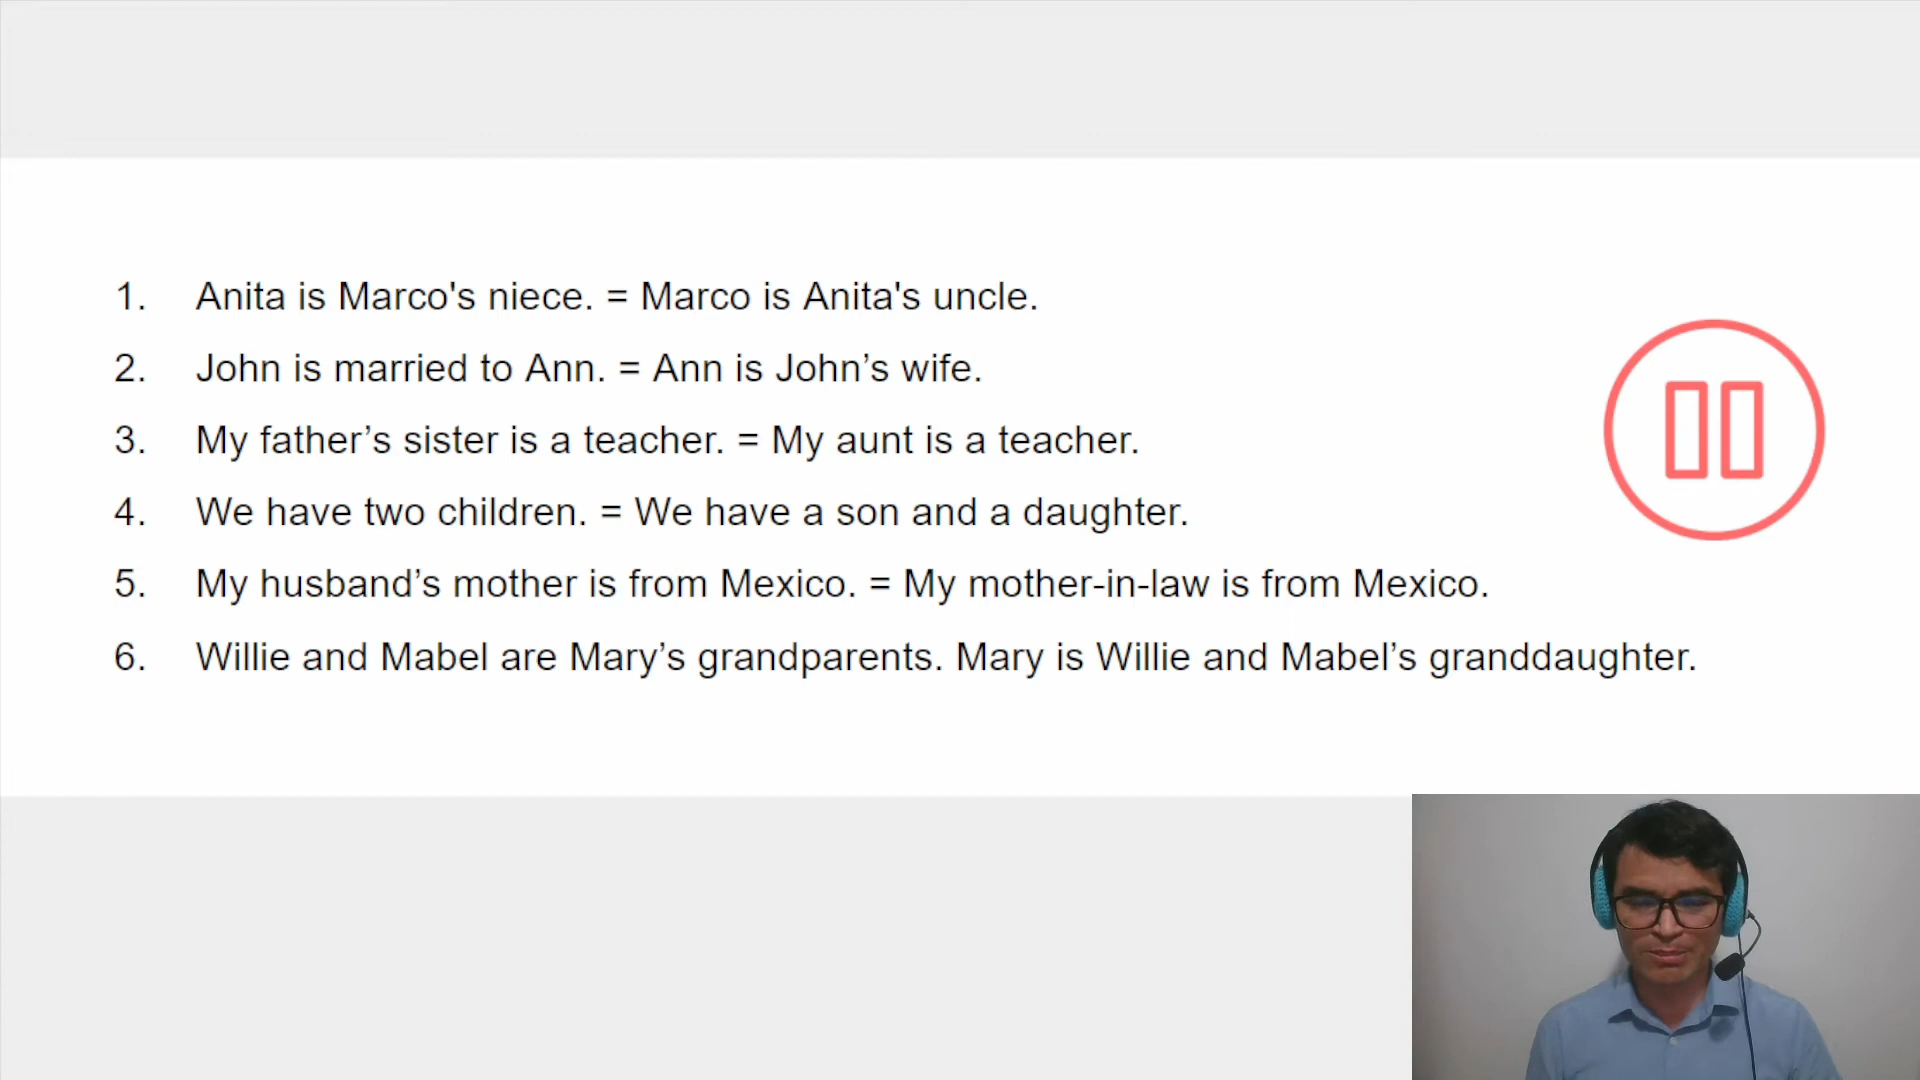 1. Anita is Marco's niece. = Marco is Anita's uncle.
2. John is married to Ann. = Ann is John’s wife.
3. My father’s sister is a teacher. = My aunt is a teacher.
4. We have two children. = We have a son and a daughter.
5. My husband’s mother is from Mexico. = My mother-in-law is from Mexico.
6. Willie and Mabel are Mary’s grandparents. Mary is Willie and Mabel’s granddaughter.